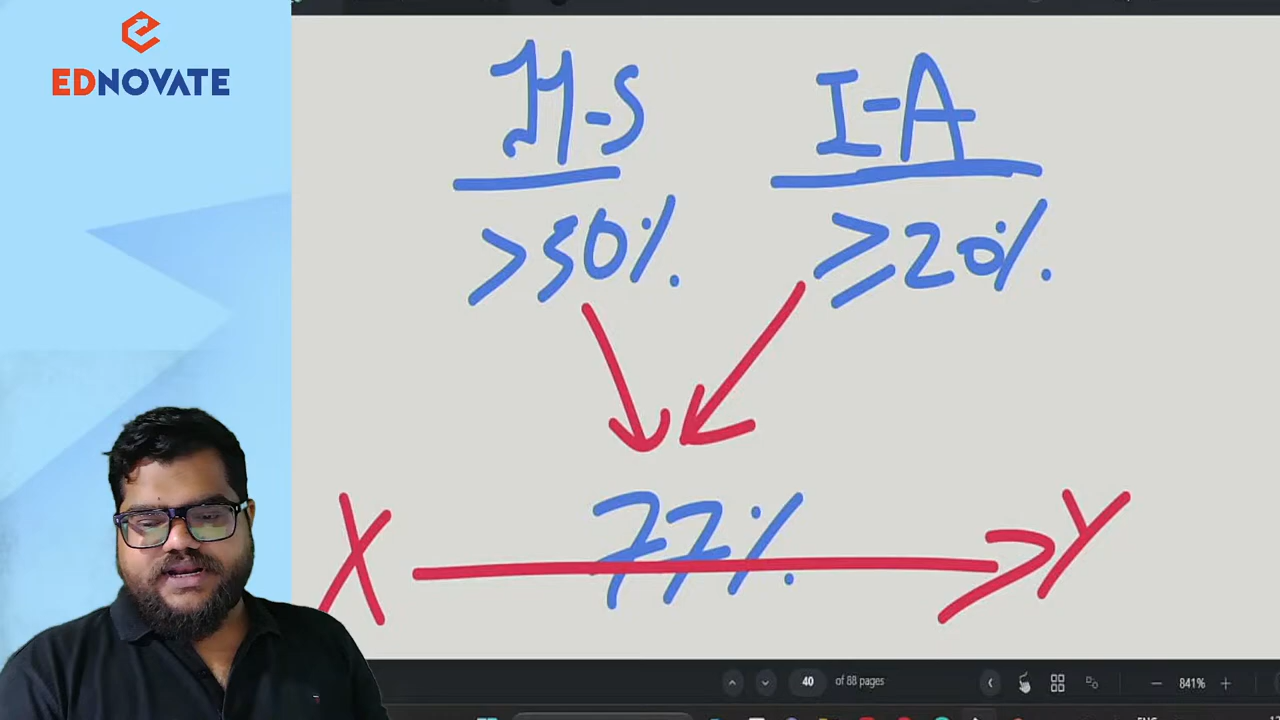 EDNOVATE
H-S I-A
>50% ≥20%
77%
X Y
40 of 88 pages
841%